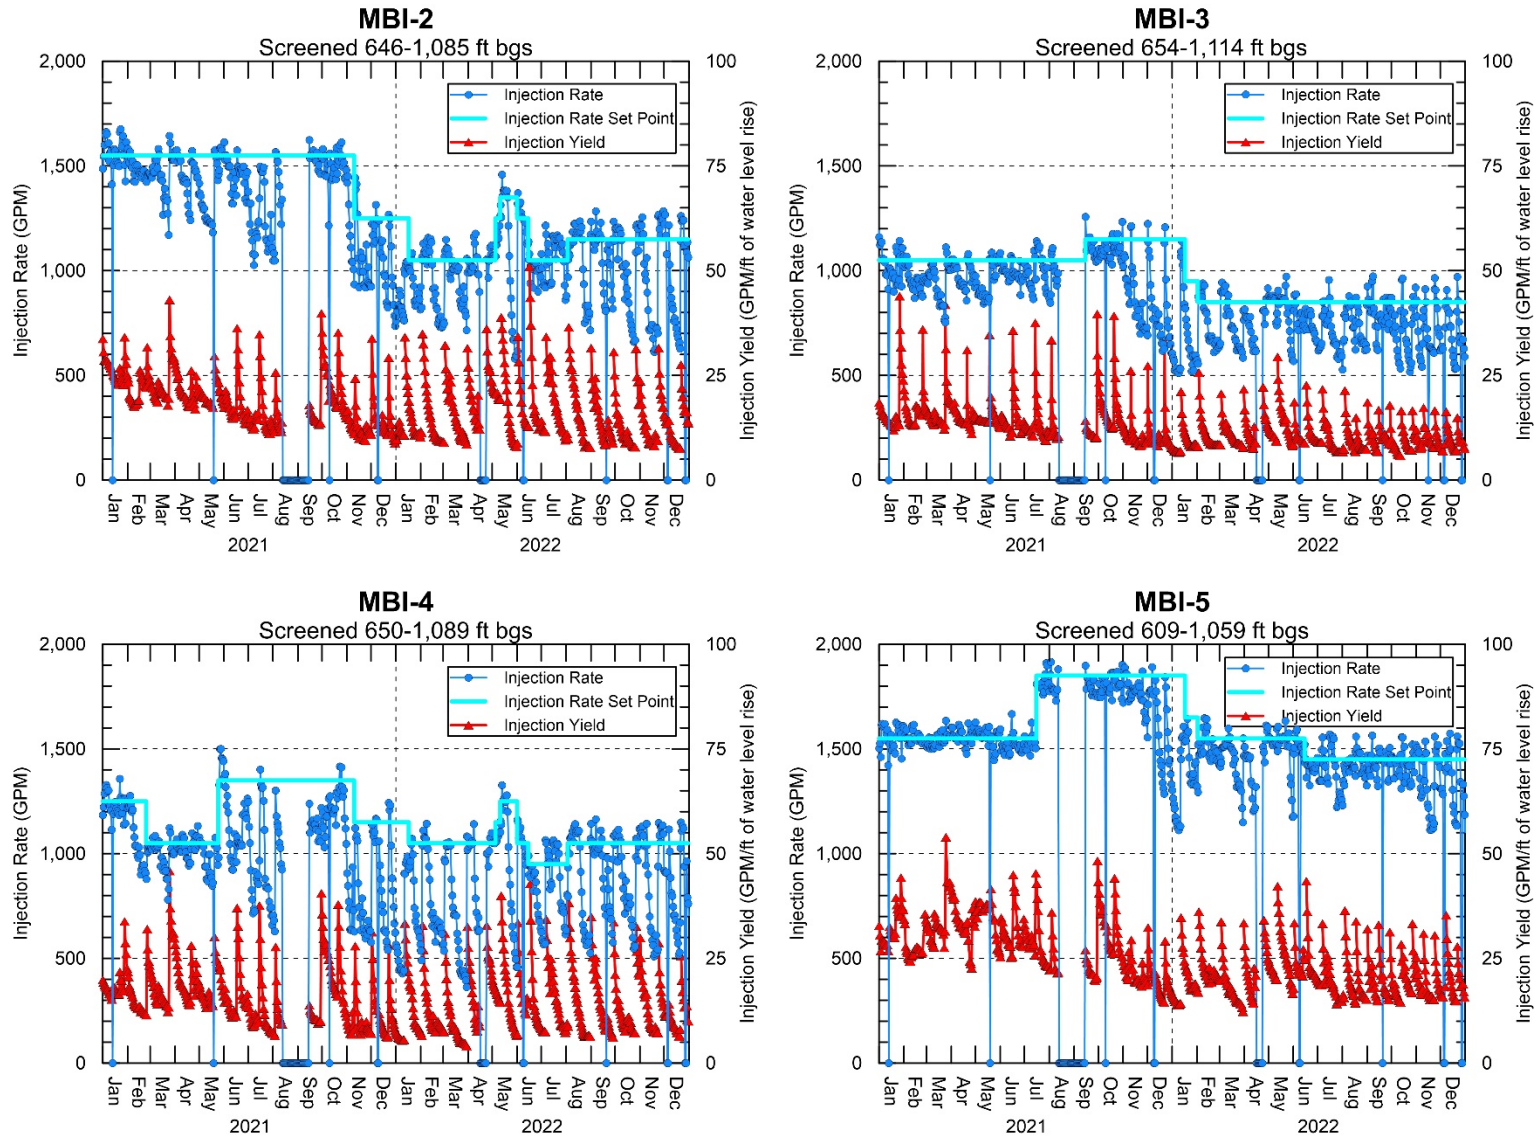 MBI-2
Screened 646-1,085 ft bgs
2,000
1,500
1,000
500
0
100
75
50
25
0
Injection Rate (GPM)
Injection Yield (GPM/ft of water level rise)
Injection Rate
Injection Rate Set Point
Injection Yield
Jan Feb Mar Apr May Jun Jul Aug Sep Oct Nov Dec Jan Feb Mar Apr May Jun Jul Aug Sep Oct Nov Dec
2021 2022
MBI-3
Screened 654-1,114 ft bgs
2,000
1,500
1,000
500
0
100
75
50
25
0
Injection Rate (GPM)
Injection Yield (GPM/ft of water level rise)
Injection Rate
Injection Rate Set Point
Injection Yield
Jan Feb Mar Apr May Jun Jul Aug Sep Oct Nov Dec Jan Feb Mar Apr May Jun Jul Aug Sep Oct Nov Dec
2021 2022
MBI-4
Screened 650-1,089 ft bgs
2,000
1,500
1,000
500
0
100
75
50
25
0
Injection Rate (GPM)
Injection Yield (GPM/ft of water level rise)
Injection Rate
Injection Rate Set Point
Injection Yield
Jan Feb Mar Apr May Jun Jul Aug Sep Oct Nov Dec Jan Feb Mar Apr May Jun Jul Aug Sep Oct Nov Dec
2021 2022
MBI-5
Screened 609-1,059 ft bgs
2,000
1,500
1,000
500
0
100
75
50
25
0
Injection Rate (GPM)
Injection Yield (GPM/ft of water level rise)
Injection Rate
Injection Rate Set Point
Injection Yield
Jan Feb Mar Apr May Jun Jul Aug Sep Oct Nov Dec Jan Feb Mar Apr May Jun Jul Aug Sep Oct Nov Dec
2021 2022